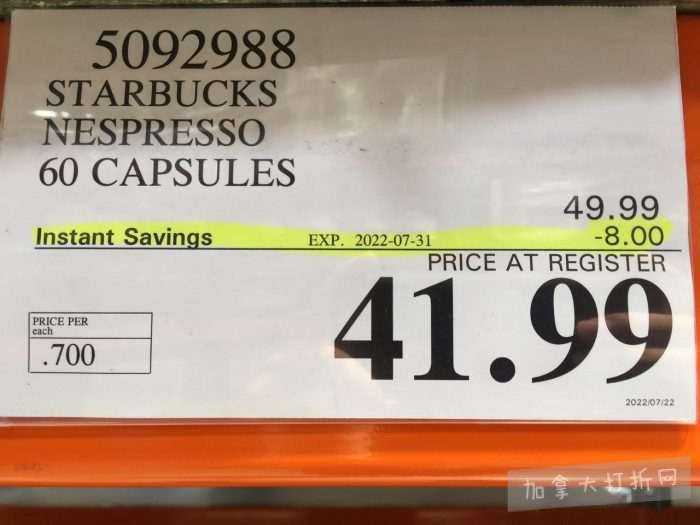 5092988
STARBUCKS
NESPRESSO
60 CAPSULES
49.99
Instant Savings EXP. 2022-07-31 -8.00
PRICE AT REGISTER
41.99
PRICE PER
each
.700
2022/07/22
加拿大打折网